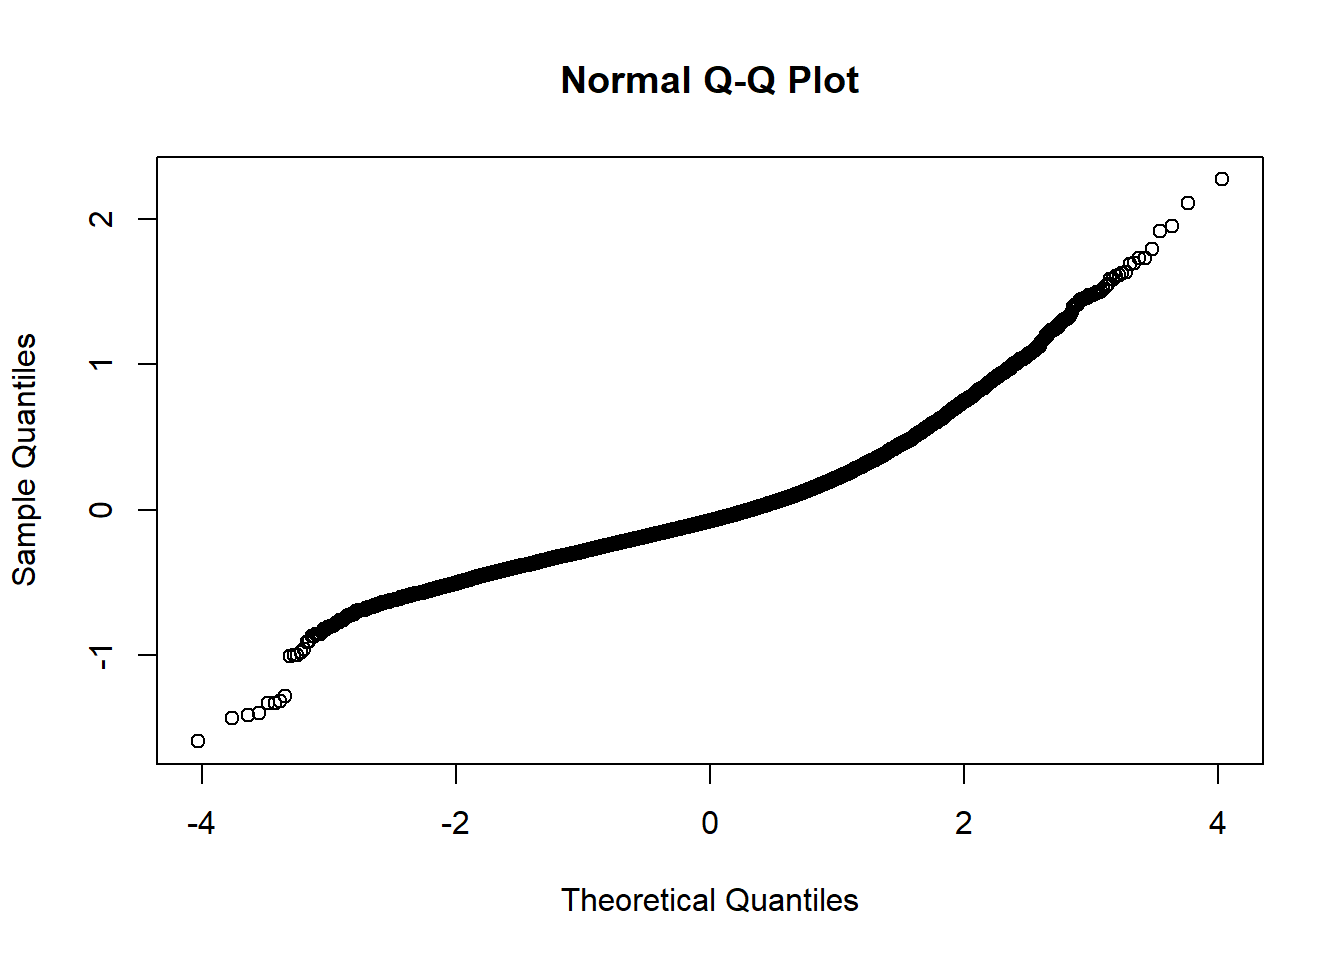 Normal Q-Q Plot
Sample Quantiles
2
1
0
-1
-4 -2 0 2 4
Theoretical Quantiles